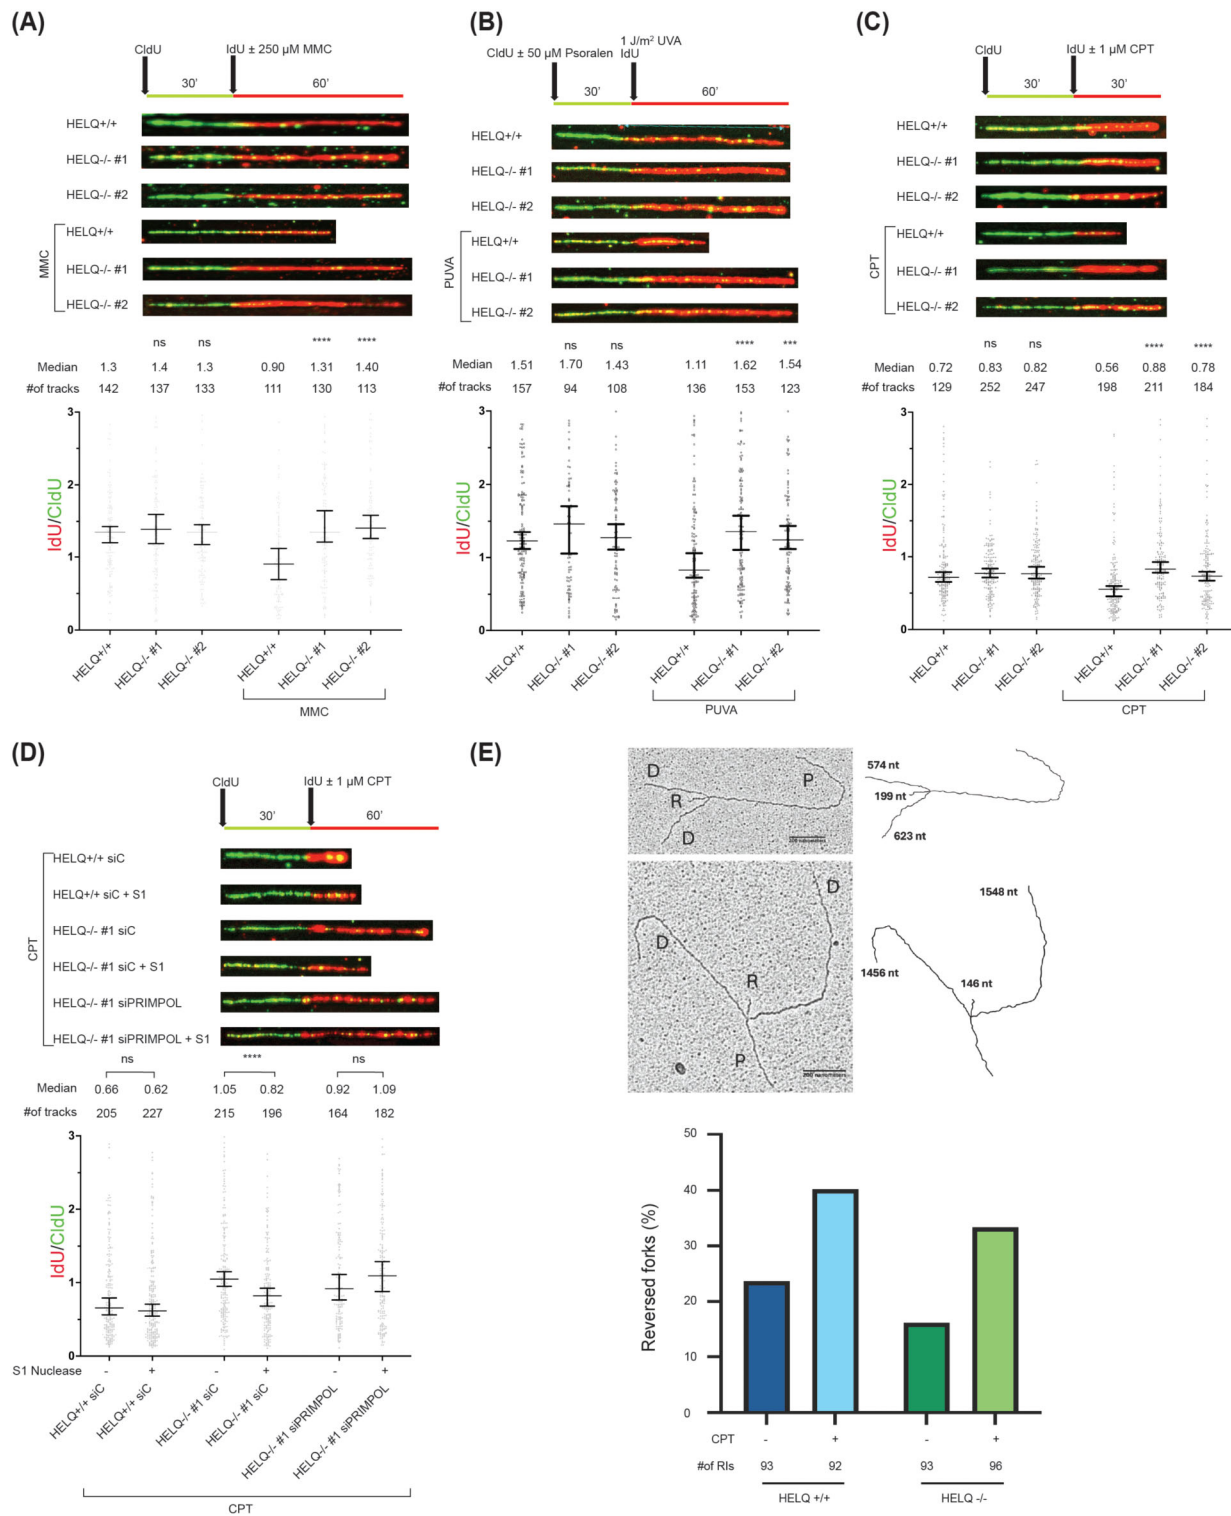 (A)
CldU
IdU ± 250 µM MMC
30'
60'
HELQ+/+
HELQ-/- #1
HELQ-/- #2
MMC
HELQ+/+
HELQ-/- #1
HELQ-/- #2
ns ns **** ****
Median 1.3 1.4 1.3 0.90 1.31 1.40
#of tracks 142 137 133 111 130 113
IdU/CldU
3
2
1
0
HELQ+/+
HELQ-/- #1
HELQ-/- #2
HELQ+/+
HELQ-/- #1
HELQ-/- #2
MMC
(B)
1 J/m² UVA
CldU ± 50 µM Psoralen
IdU
30'
60'
HELQ+/+
HELQ-/- #1
HELQ-/- #2
PUVA
HELQ+/+
HELQ-/- #1
HELQ-/- #2
ns ns **** ***
Median 1.51 1.70 1.43 1.11 1.62 1.54
#of tracks 157 94 108 136 153 123
IdU/CldU
3
2
1
0
HELQ+/+
HELQ-/- #1
HELQ-/- #2
HELQ+/+
HELQ-/- #1
HELQ-/- #2
PUVA
(C)
CldU
IdU ± 1 µM CPT
30'
30'
HELQ+/+
HELQ-/- #1
HELQ-/- #2
CPT
HELQ+/+
HELQ-/- #1
HELQ-/- #2
ns ns **** ****
Median 0.72 0.83 0.82 0.56 0.88 0.78
#of tracks 129 252 247 198 211 184
IdU/CldU
3
2
1
0
HELQ+/+
HELQ-/- #1
HELQ-/- #2
HELQ+/+
HELQ-/- #1
HELQ-/- #2
CPT
(D)
CldU
IdU ± 1 µM CPT
30'
60'
CPT
HELQ+/+ siC
HELQ+/+ siC + S1
HELQ-/- #1 siC
HELQ-/- #1 siC + S1
HELQ-/- #1 siPRIMPOL
HELQ-/- #1 siPRIMPOL + S1
ns **** ns
Median 0.66 0.62 1.05 0.82 0.92 1.09
#of tracks 205 227 215 196 164 182
IdU/CldU
3
2
1
0
S1 Nuclease - + - + - +
HELQ+/+ siC
HELQ+/+ siC
HELQ-/- #1 siC
HELQ-/- #1 siC
HELQ-/- #1 siPRIMPOL
HELQ-/- #1 siPRIMPOL
CPT
(E)
D
P
R
D
574 nt
199 nt
623 nt
D
D
R
P
1548 nt
1456 nt
146 nt
Reversed forks (%)
50
40
30
20
10
0
CPT - + - +
#of RIs 93 92 93 96
HELQ +/+ HELQ -/-